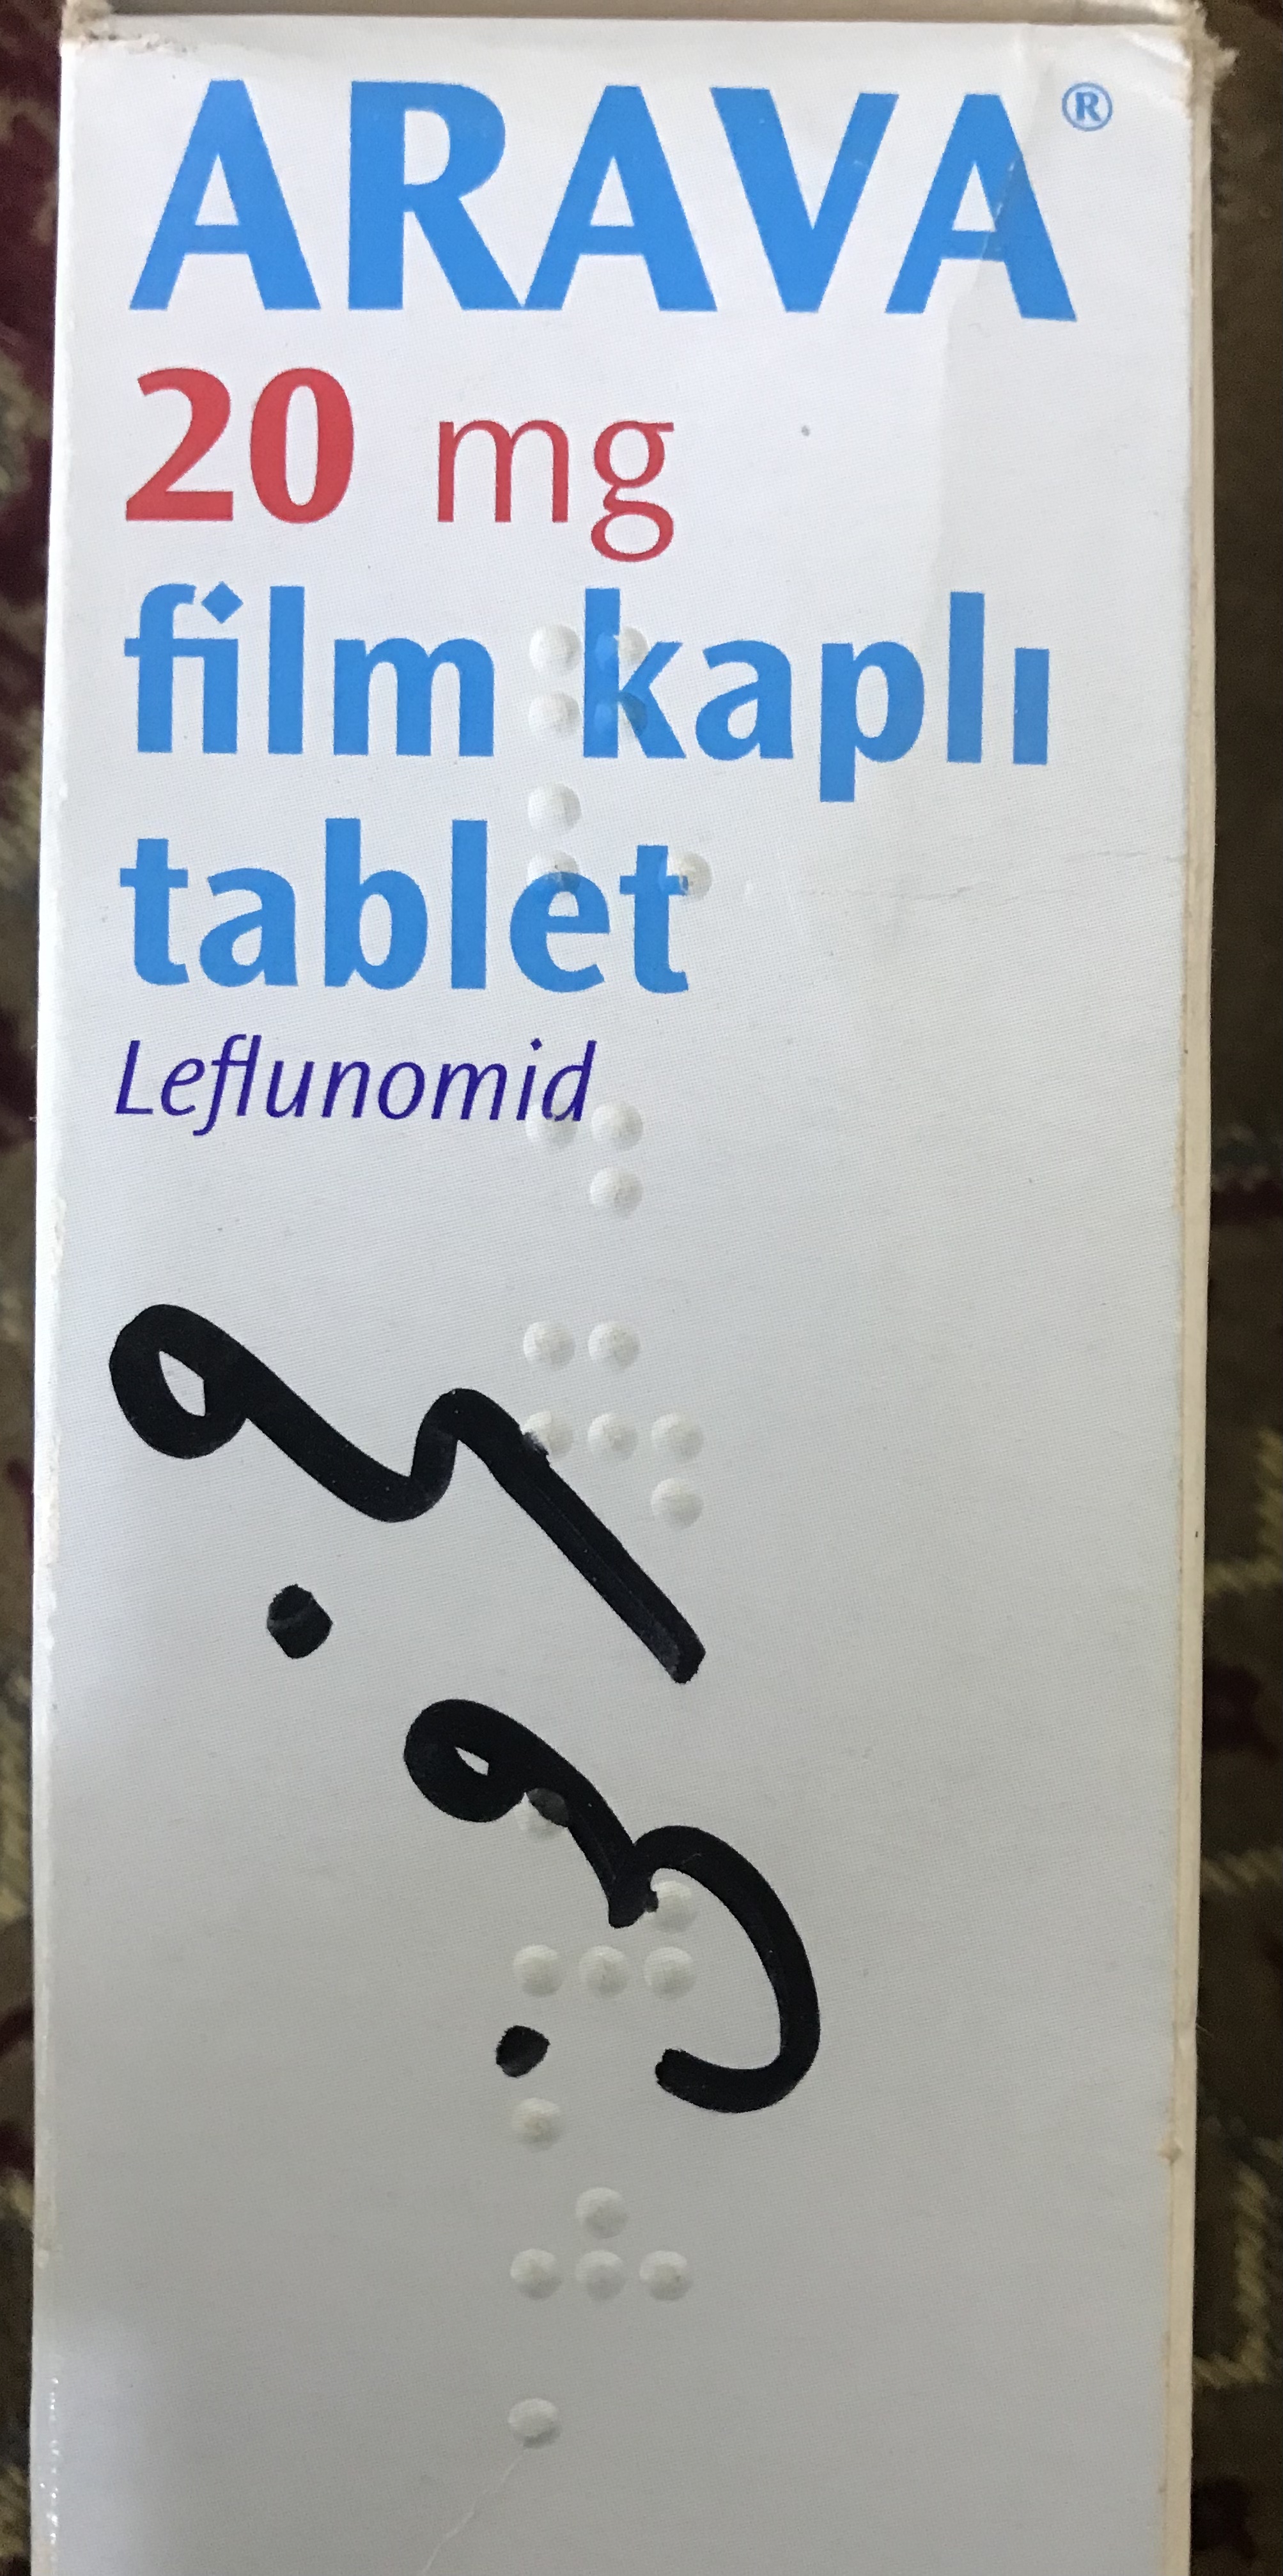 ARAVA®
20 mg
film kaplı
tablet
Leflunomid